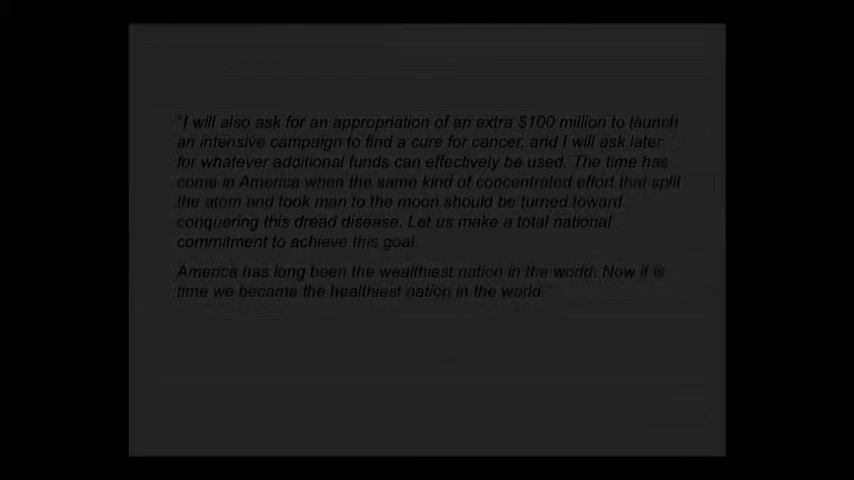 "I will also ask for an appropriation of an extra $100 million to launch
an intensive campaign to find a cure for cancer, and I will ask later
for whatever additional funds can effectively be used. The time has
come in America when the same kind of concentrated effort that split
the atom and took man to the moon should be turned toward
conquering this dread disease. Let us make a total national
commitment to achieve this goal.
America has long been the wealthiest nation in the world. Now it is
time we became the healthiest nation in the world."